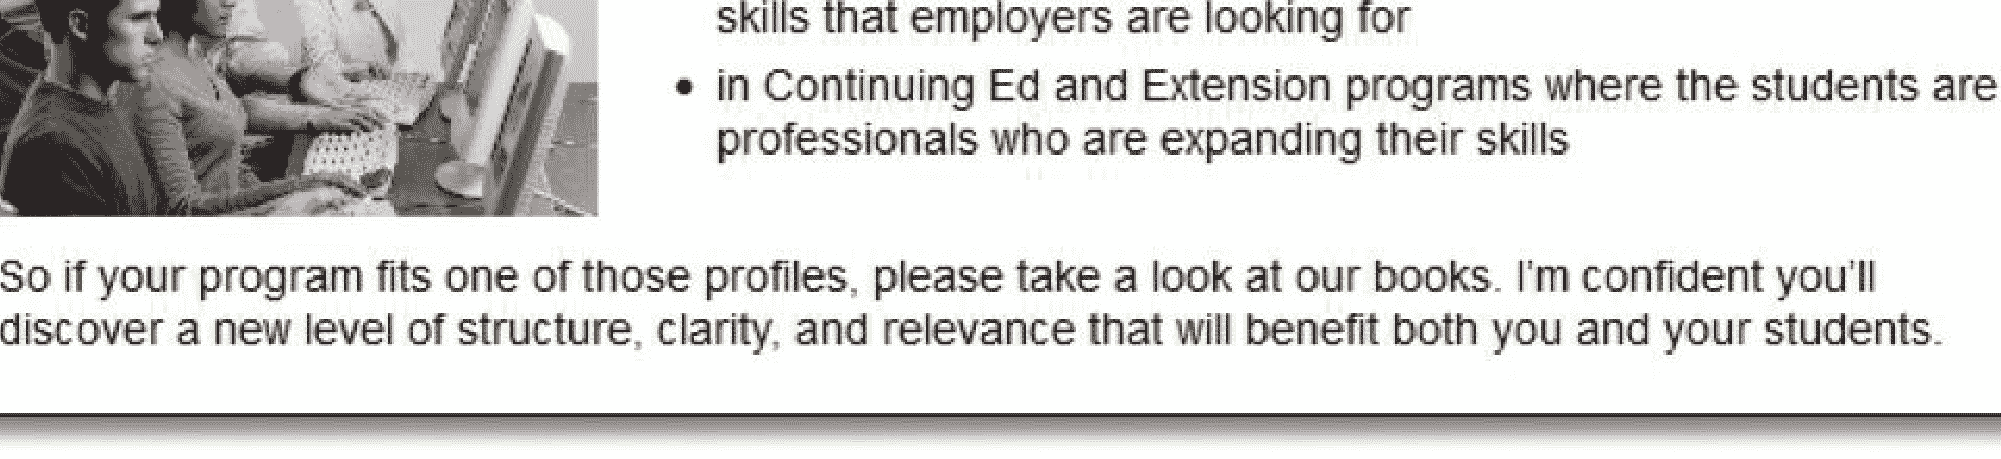 skills that employers are looking for
• in Continuing Ed and Extension programs where the students are
professionals who are expanding their skills
So if your program fits one of those profiles, please take a look at our books. I'm confident you'll
discover a new level of structure, clarity, and relevance that will benefit both you and your students.